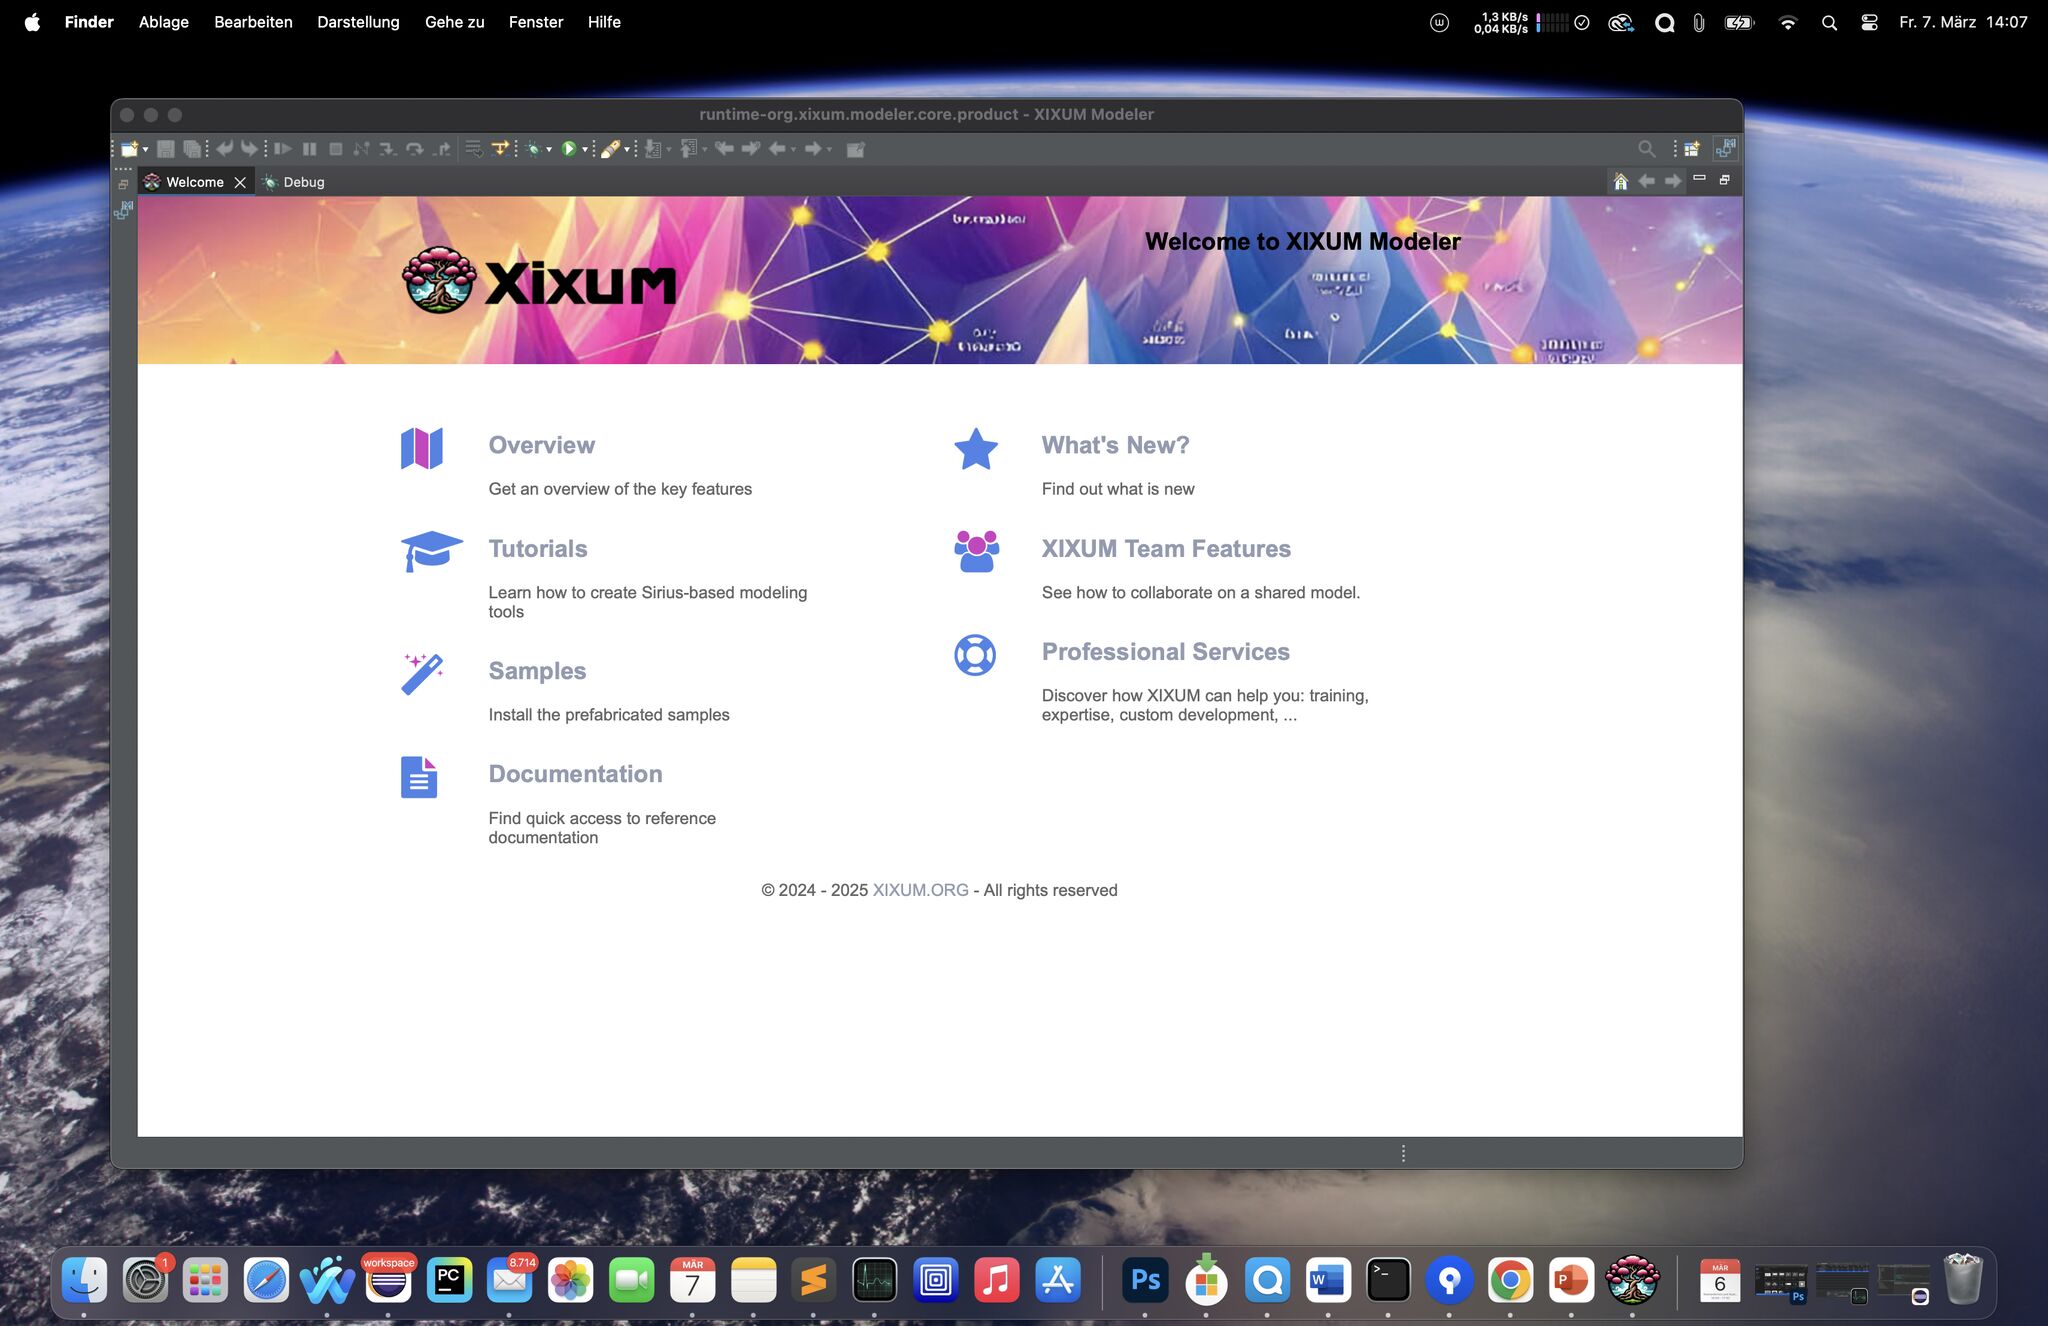 Finder Ablage Bearbeiten Darstellung Gehe zu Fenster Hilfe
1,3 KB/s
0,04 KB/s
Fr. 7. März 14:07
runtime-org.xixum.modeler.core.product - XIXUM Modeler
Welcome
Debug
XixuM
Welcome to XIXUM Modeler
Overview
Get an overview of the key features
Tutorials
Learn how to create Sirius-based modeling
tools
Samples
Install the prefabricated samples
Documentation
Find quick access to reference
documentation
What's New?
Find out what is new
XIXUM Team Features
See how to collaborate on a shared model.
Professional Services
Discover how XIXUM can help you: training,
expertise, custom development, ...
© 2024 - 2025 XIXUM.ORG - All rights reserved
1
workspace
PC
8.714
MÄR
7
Ps
W
>_
P
MÄR
6
Ps